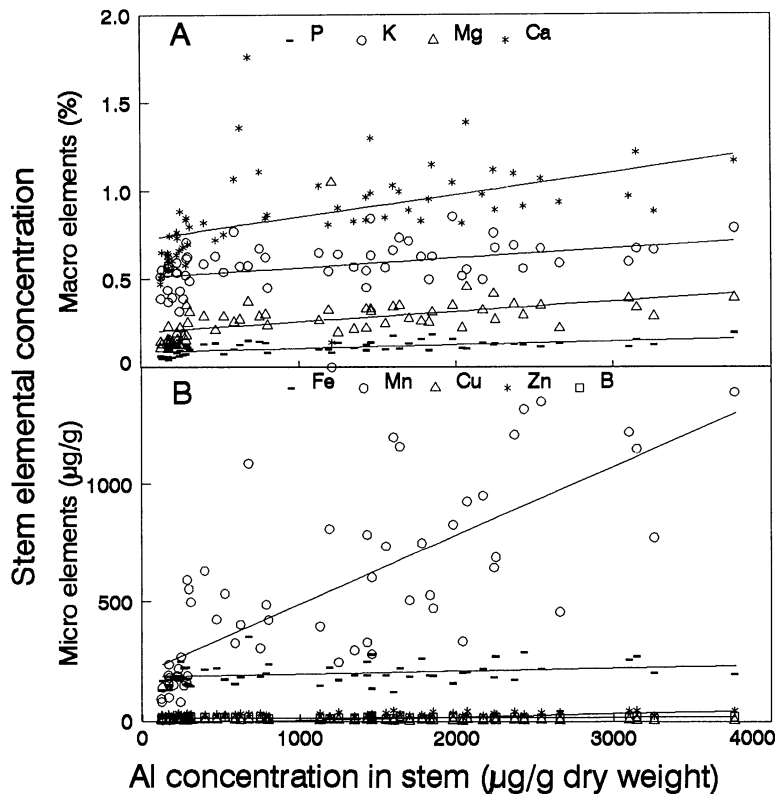 Stem elemental concentration
Macro elements (%)
A
– P ○ K △ Mg * Ca
2.0
1.5
1.0
0.5
0
Micro elements (µg/g)
B
– Fe ○ Mn △ Cu * Zn □ B
1000
500
0
0 1000 2000 3000 4000
Al concentration in stem (µg/g dry weight)